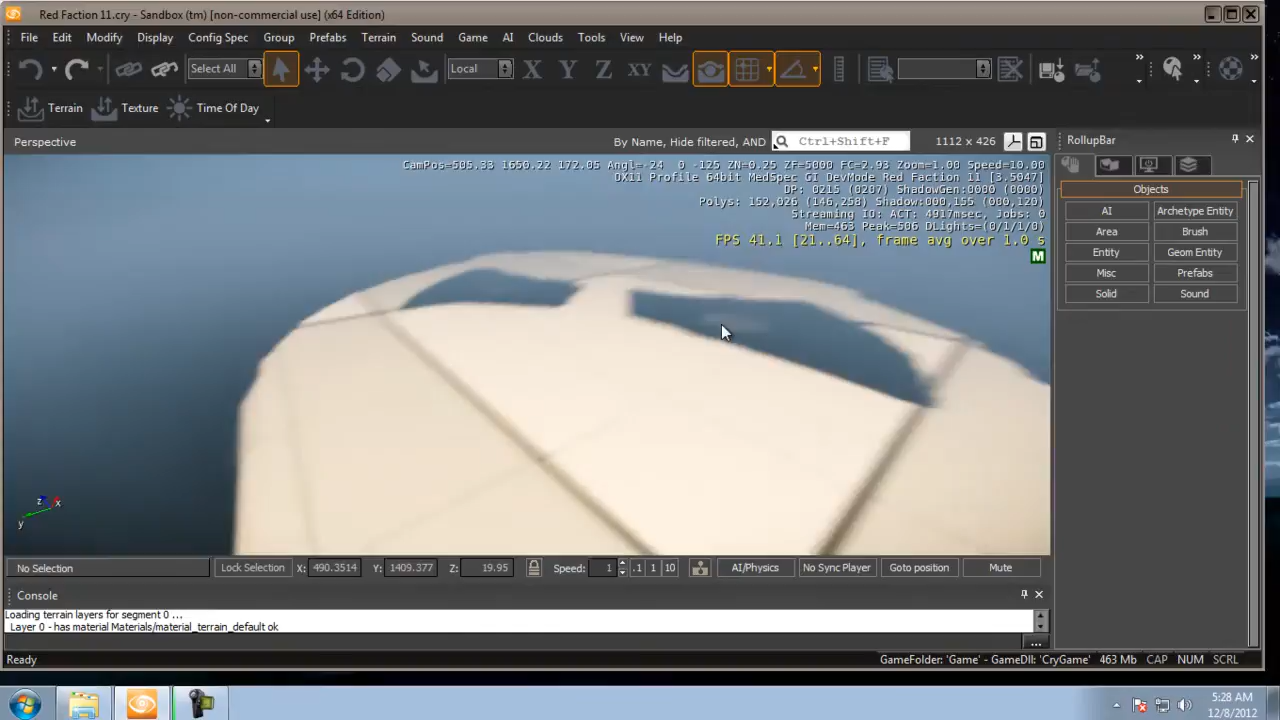 Red Faction 11.cry - Sandbox (tm) [non-commercial use] (x64 Edition)
File Edit Modify Display Config Spec Group Prefabs Terrain Sound Game AI Clouds Tools View Help
Select All Local X Y Z XY
Terrain Texture Time Of Day
Perspective By Name, Hide filtered, AND Ctrl+Shift+F 1112 x 426 RollupBar
CamPos=505.33 1650.22 172.05 Angl=-24 0 -125 ZN=0.25 ZF=5000 FC=2.93 Zoom=1.00 Speed=10.00
DX11 Profile 64bit MedSpec GI DevMode Red Faction 11 [3.5047]
DP: 0215 (0207) ShadowGen:0000 (0000)
Polys: 152,026 (146,258) Shadow:000,155 (000,120)
Streaming IO: ACT: 4917msec, Jobs: 0
Mem=463 Peak=506 DLights=(0/1/1/0)
FPS 41.1 [21..64], frame avg over 1.0 s
M
Objects
AI Archetype Entity
Area Brush
Entity Geom Entity
Misc Prefabs
Solid Sound
z x
y
No Selection Lock Selection X: 490.3514 Y: 1409.377 Z: 19.95 Speed: 1 .1 1 10 AI/Physics No Sync Player Goto position Mute
Console
Loading terrain layers for segment 0 ...
Layer 0 - has material Materials/material_terrain_default ok
...
Ready GameFolder: 'Game' - GameDll: 'CryGame' 463 Mb CAP NUM SCRL
5:28 AM
12/8/2012